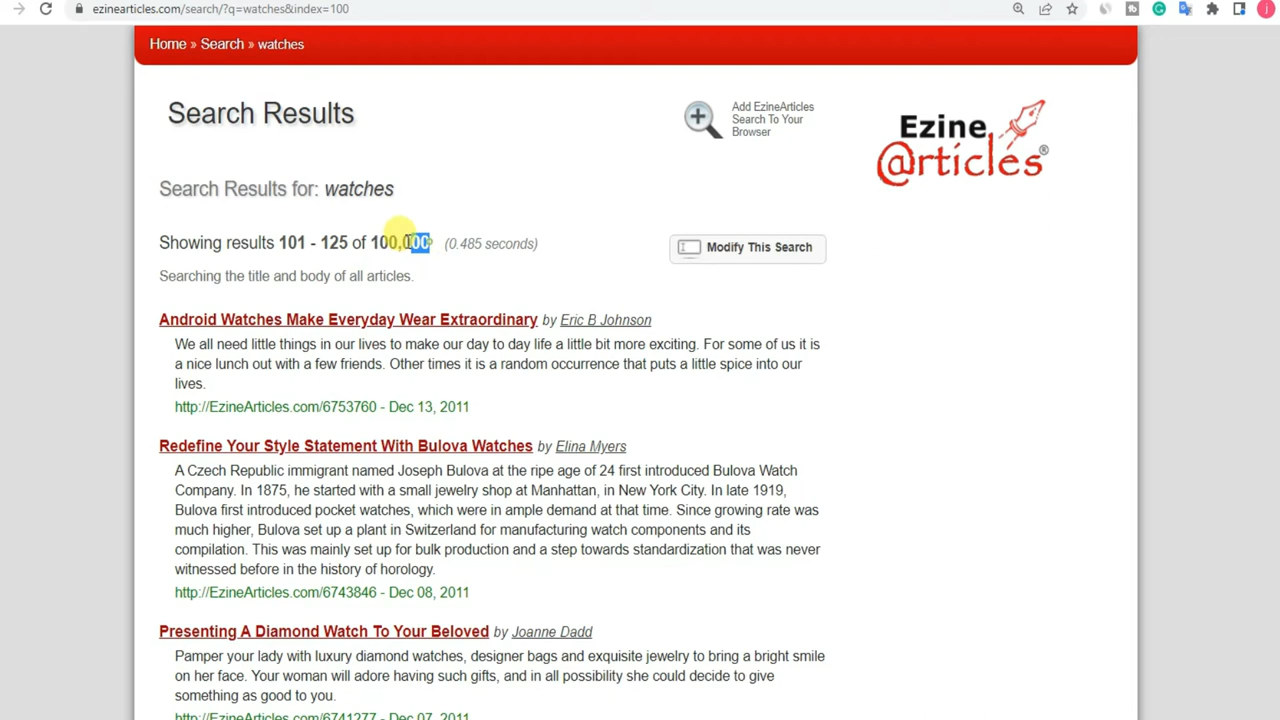 ezinearticles.com/search/?q=watches&index=100
Home » Search » watches
Search Results
Add EzineArticles
Search To Your
Browser
Ezine
@rticles®
Search Results for: watches
Showing results 101 - 125 of 100,000 (0.485 seconds)
Modify This Search
Searching the title and body of all articles.
Android Watches Make Everyday Wear Extraordinary by Eric B Johnson
We all need little things in our lives to make our day to day life a little bit more exciting. For some of us it is
a nice lunch out with a few friends. Other times it is a random occurrence that puts a little spice into our
lives.
http://EzineArticles.com/6753760 - Dec 13, 2011
Redefine Your Style Statement With Bulova Watches by Elina Myers
A Czech Republic immigrant named Joseph Bulova at the ripe age of 24 first introduced Bulova Watch
Company. In 1875, he started with a small jewelry shop at Manhattan, in New York City. In late 1919,
Bulova first introduced pocket watches, which were in ample demand at that time. Since growing rate was
much higher, Bulova set up a plant in Switzerland for manufacturing watch components and its
compilation. This was mainly set up for bulk production and a step towards standardization that was never
witnessed before in the history of horology.
http://EzineArticles.com/6743846 - Dec 08, 2011
Presenting A Diamond Watch To Your Beloved by Joanne Dadd
Pamper your lady with luxury diamond watches, designer bags and exquisite jewelry to bring a bright smile
on her face. Your woman will adore having such gifts, and in all possibility she could decide to give
something as good to you.
http://EzineArticles.com/6741277 - Dec 07, 2011